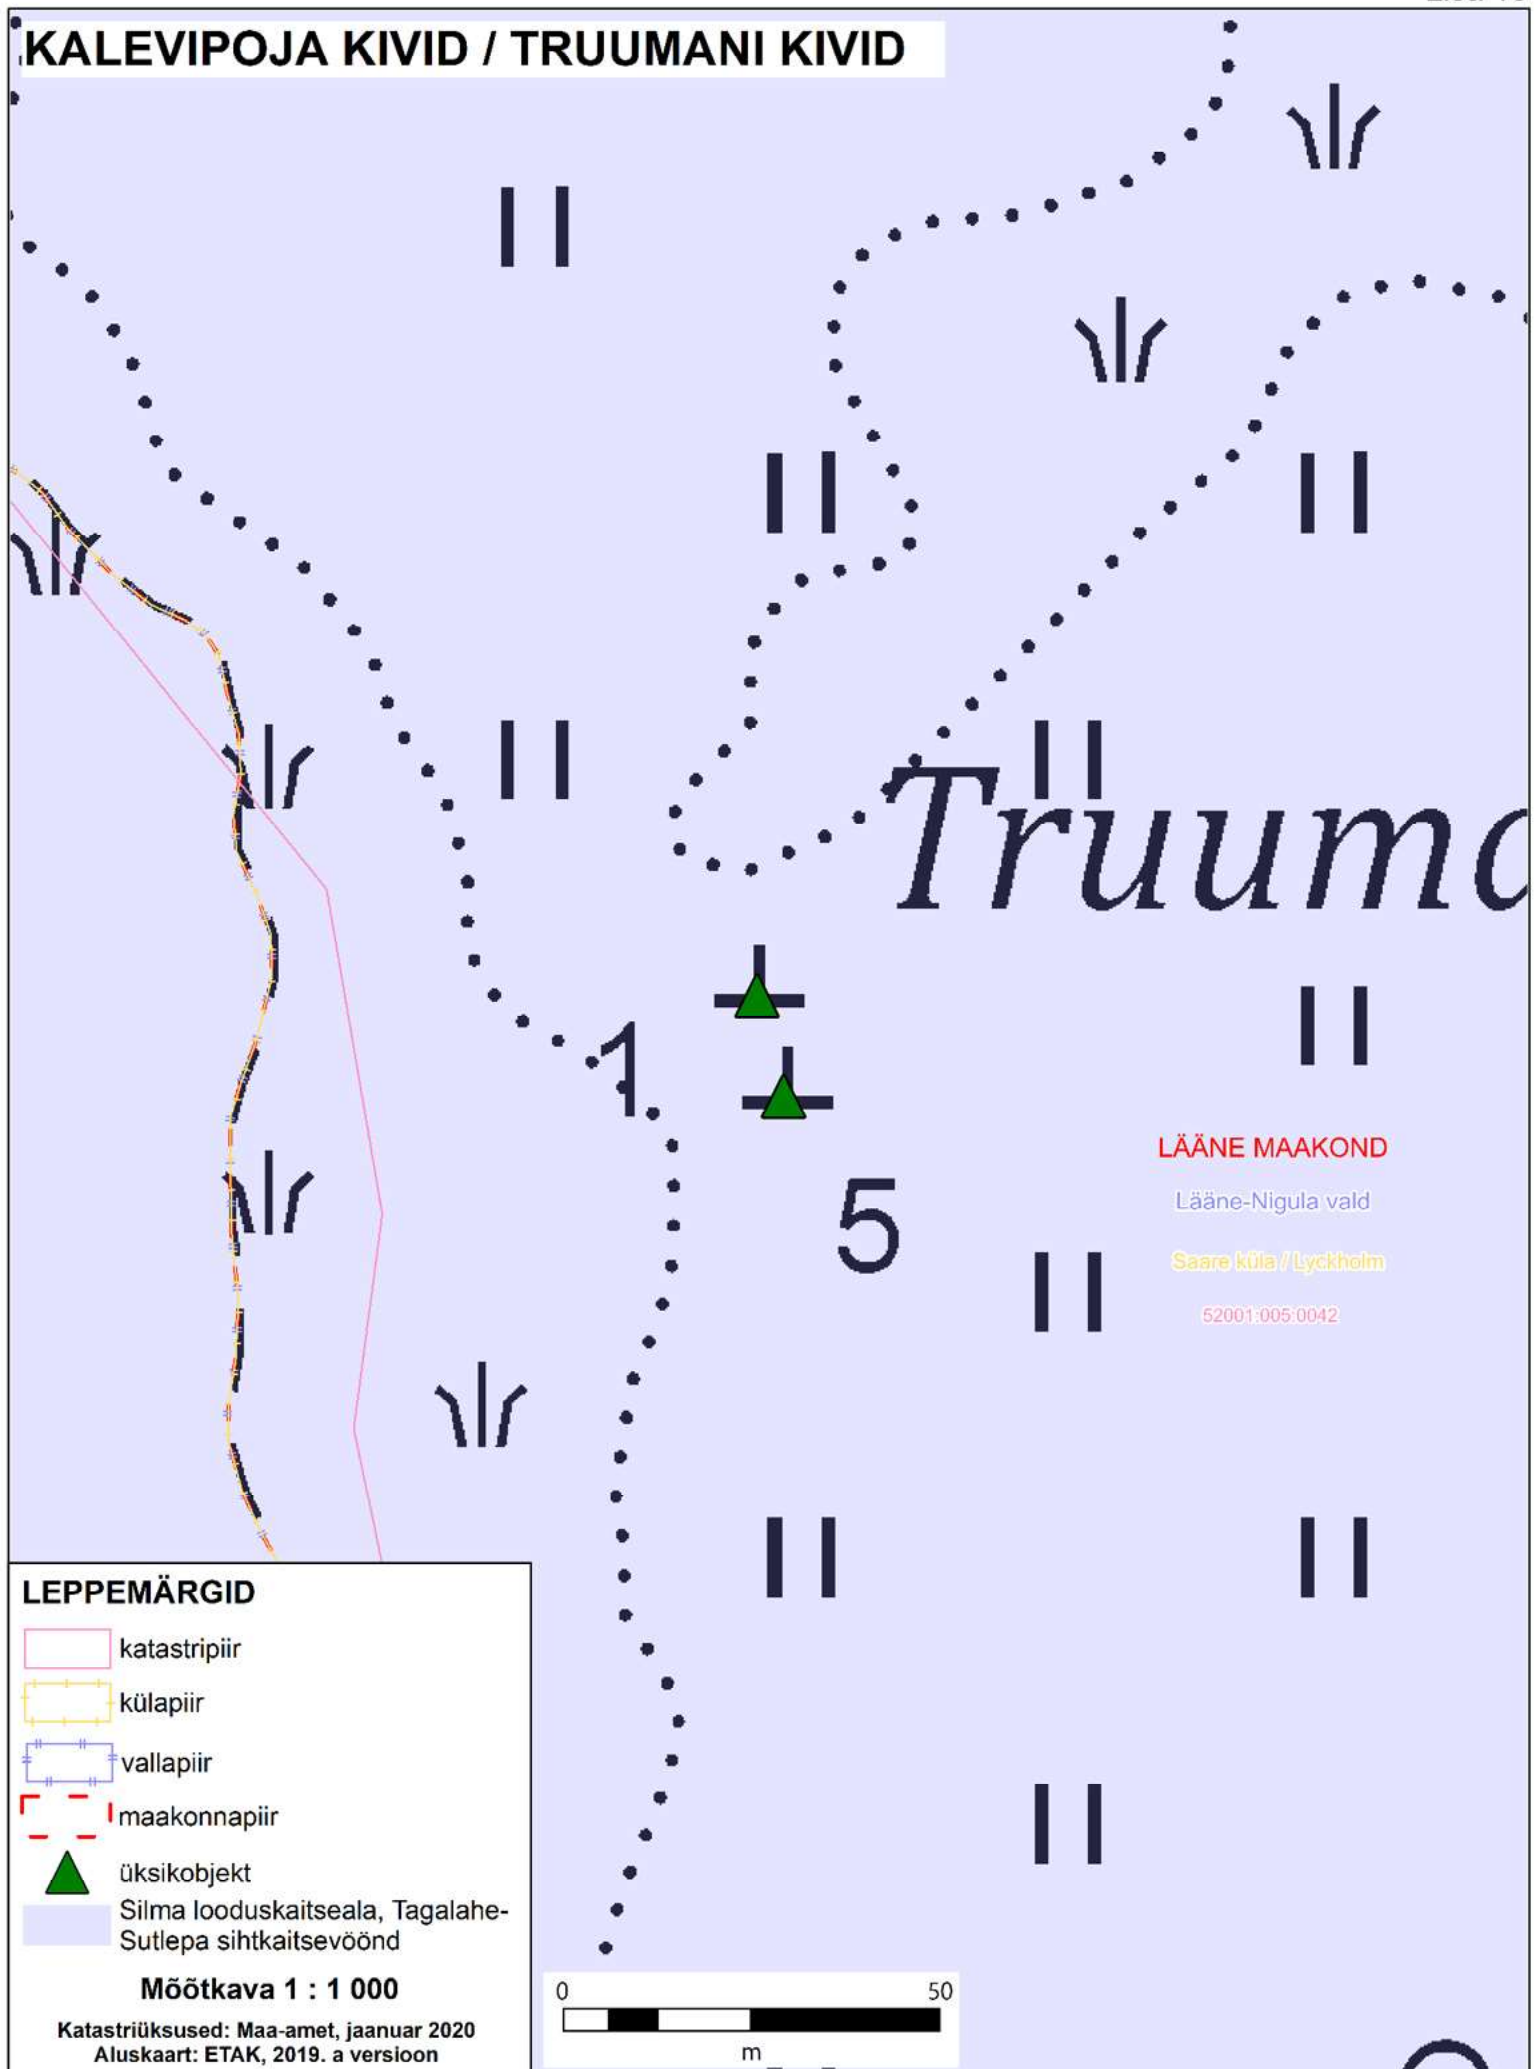 KALEVIPOJA KIVID / TRUUMANI KIVID
1
5
LÄÄNE MAAKOND
Lääne-Nigula vald
Saare küla / Lyckholm
52001:005:0042
LEPPEMÄRGID
katastripiir
külapiir
vallapiir
maakonnapiir
üksikobjekt
Silma looduskaitseala, Tagalahe-
Sutlepa sihtkaitsevöönd
Mõõtkava 1 : 1 000
Katastriüksused: Maa-amet, jaanuar 2020
Aluskaart: ETAK, 2019. a versioon
0 50
m